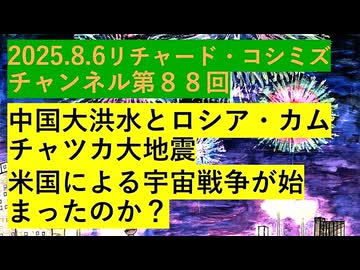 2025.8.6リチャード・コシミズ
チャンネル第８８回
中国大洪水とロシア・カム
チャツカ大地震
米国による宇宙戦争が始
まったのか？